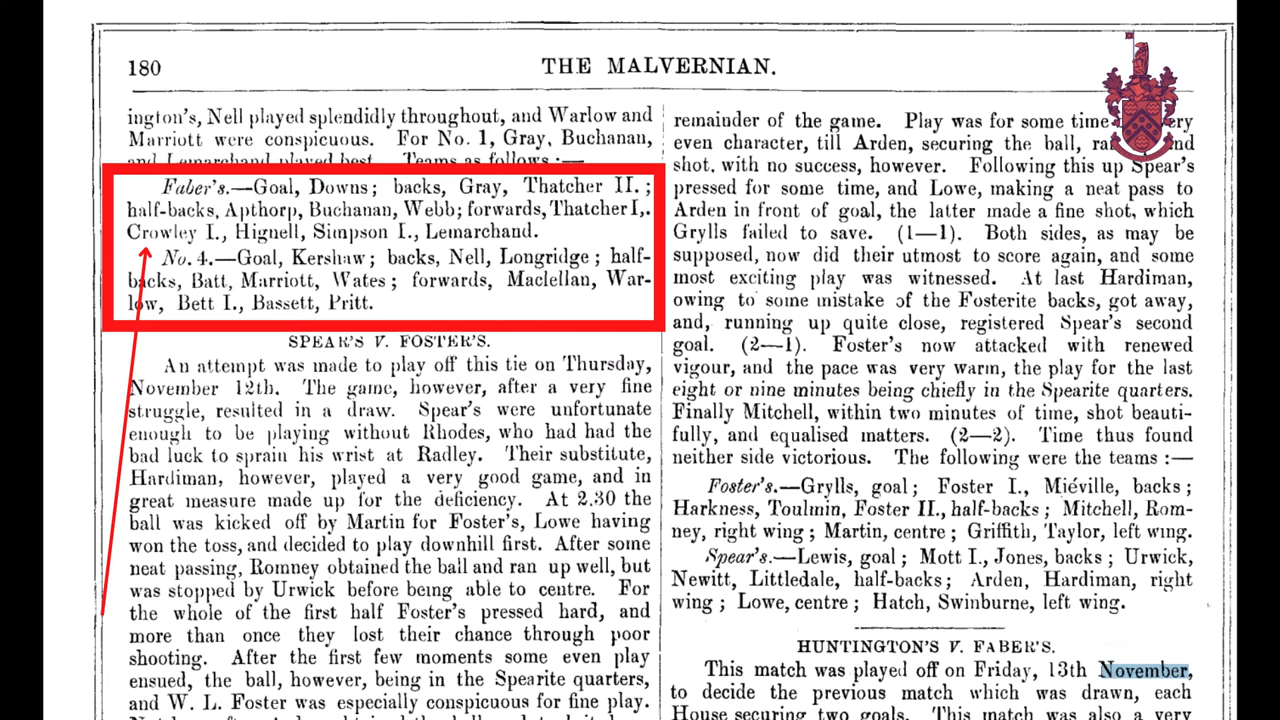 180
THE MALVERNIAN.
ington's, Nell played splendidly throughout, and Warlow and
Marriott were conspicuous. For No. 1, Gray, Buchanan,
and Lemarchand played best. Teams as follows :—
Faber's.—Goal, Downs; backs, Gray, Thatcher II.;
half-backs, Apthorp, Buchanan, Webb; forwards, Thatcher I,.
Crowley I., Hignell, Simpson I., Lemarchand.
No. 4.—Goal, Kershaw; backs, Nell, Longridge; half-
backs, Batt, Marriott, Wates; forwards, Maclellan, War-
low, Bett I., Bassett, Pritt.
SPEAR'S V. FOSTER'S.
An attempt was made to play off this tie on Thursday,
November 12th. The game, however, after a very fine
struggle, resulted in a draw. Spear's were unfortunate
enough to be playing without Rhodes, who had had the
bad luck to sprain his wrist at Radley. Their substitute,
Hardiman, however, played a very good game, and in
great measure made up for the deficiency. At 2.30 the
ball was kicked off by Martin for Foster's, Lowe having
won the toss, and decided to play downhill first. After some
neat passing, Romney obtained the ball and ran up well, but
was stopped by Urwick before being able to centre. For
the whole of the first half Foster's pressed hard, and
more than once they lost their chance through poor
shooting. After the first few moments some even play
ensued, the ball, however, being in the Spearite quarters,
and W. L. Foster was especially conspicuous for fine play.
remainder of the game. Play was for some time
even character, till Arden, securing the ball,
shot, with no success, however. Following this up Spear's
pressed for some time, and Lowe, making a neat pass to
Arden in front of goal, the latter made a fine shot, which
Grylls failed to save. (1—1). Both sides, as may be
supposed, now did their utmost to score again, and some
most exciting play was witnessed. At last Hardiman,
owing to some mistake of the Fosterite backs, got away,
and, running up quite close, registered Spear's second
goal. (2—1). Foster's now attacked with renewed
vigour, and the pace was very warm, the play for the last
eight or nine minutes being chiefly in the Spearite quarters.
Finally Mitchell, within two minutes of time, shot beauti-
fully, and equalised matters. (2—2). Time thus found
neither side victorious. The following were the teams :—
Foster's.—Grylls, goal; Foster I., Miéville, backs;
Harkness, Toulmin, Foster II., half-backs; Mitchell, Rom-
ney, right wing; Martin, centre; Griffith, Taylor, left wing.
Spear's.—Lewis, goal; Mott I., Jones, backs; Urwick,
Newitt, Littledale, half-backs; Arden, Hardiman, right
wing; Lowe, centre; Hatch, Swinburne, left wing.
HUNTINGTON'S V. FABER'S.
This match was played off on Friday, 13th November,
to decide the previous match which was drawn, each
House securing two goals. This match was also a very